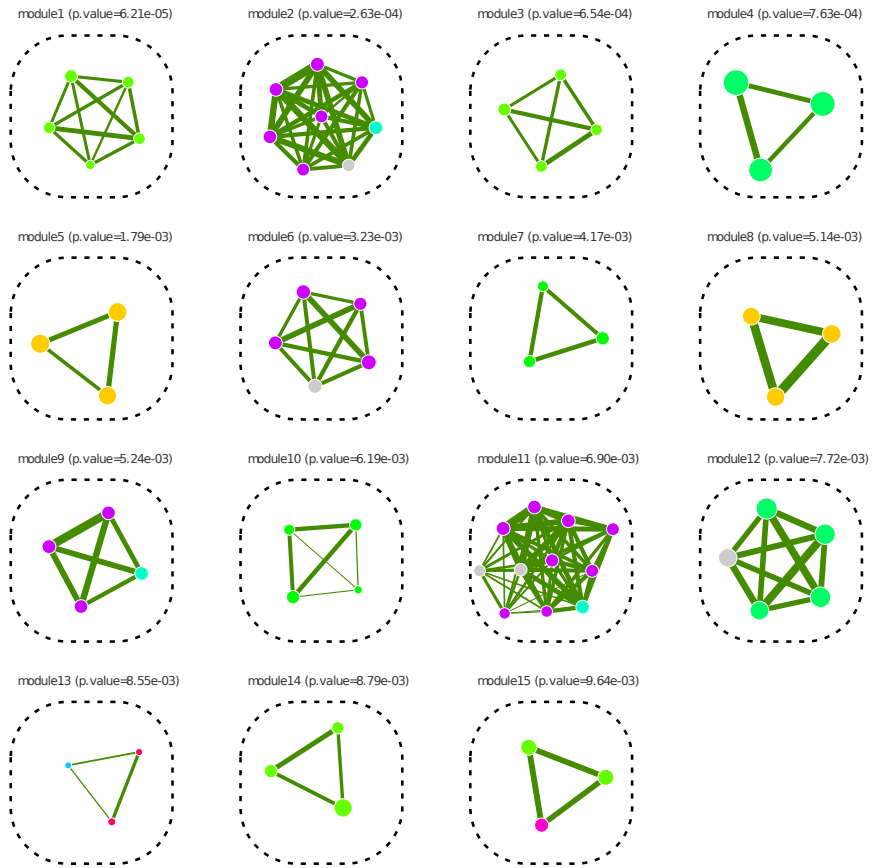 module1 (p.value=6.21e-05)
module2 (p.value=2.63e-04)
module3 (p.value=6.54e-04)
module4 (p.value=7.63e-04)
module5 (p.value=1.79e-03)
module6 (p.value=3.23e-03)
module7 (p.value=4.17e-03)
module8 (p.value=5.14e-03)
module9 (p.value=5.24e-03)
module10 (p.value=6.19e-03)
module11 (p.value=6.90e-03)
module12 (p.value=7.72e-03)
module13 (p.value=8.55e-03)
module14 (p.value=8.79e-03)
module15 (p.value=9.64e-03)